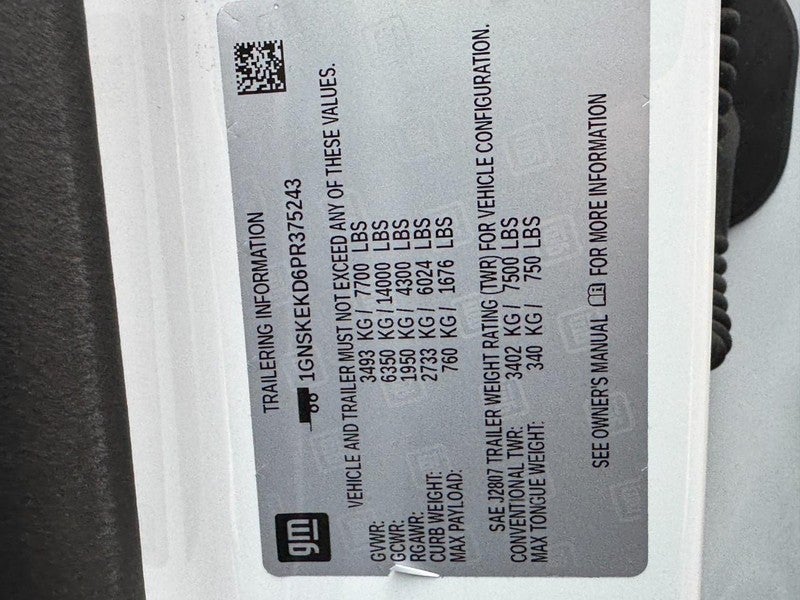 gm
TRAILERING INFORMATION
1GNSKEKD6PR375243
VEHICLE AND TRAILER MUST NOT EXCEED ANY OF THESE VALUES.
GVWR: 3493 KG / 7700 LBS
GCWR: 6350 KG / 14000 LBS
RGAWR: 1950 KG / 4300 LBS
CURB WEIGHT: 2733 KG / 6024 LBS
MAX PAYLOAD: 760 KG / 1676 LBS
SAE J2807 TRAILER WEIGHT RATING (TWR) FOR VEHICLE CONFIGURATION.
CONVENTIONAL TWR: 3402 KG / 7500 LBS
MAX TONGUE WEIGHT: 340 KG / 750 LBS
SEE OWNER'S MANUAL FOR MORE INFORMATION